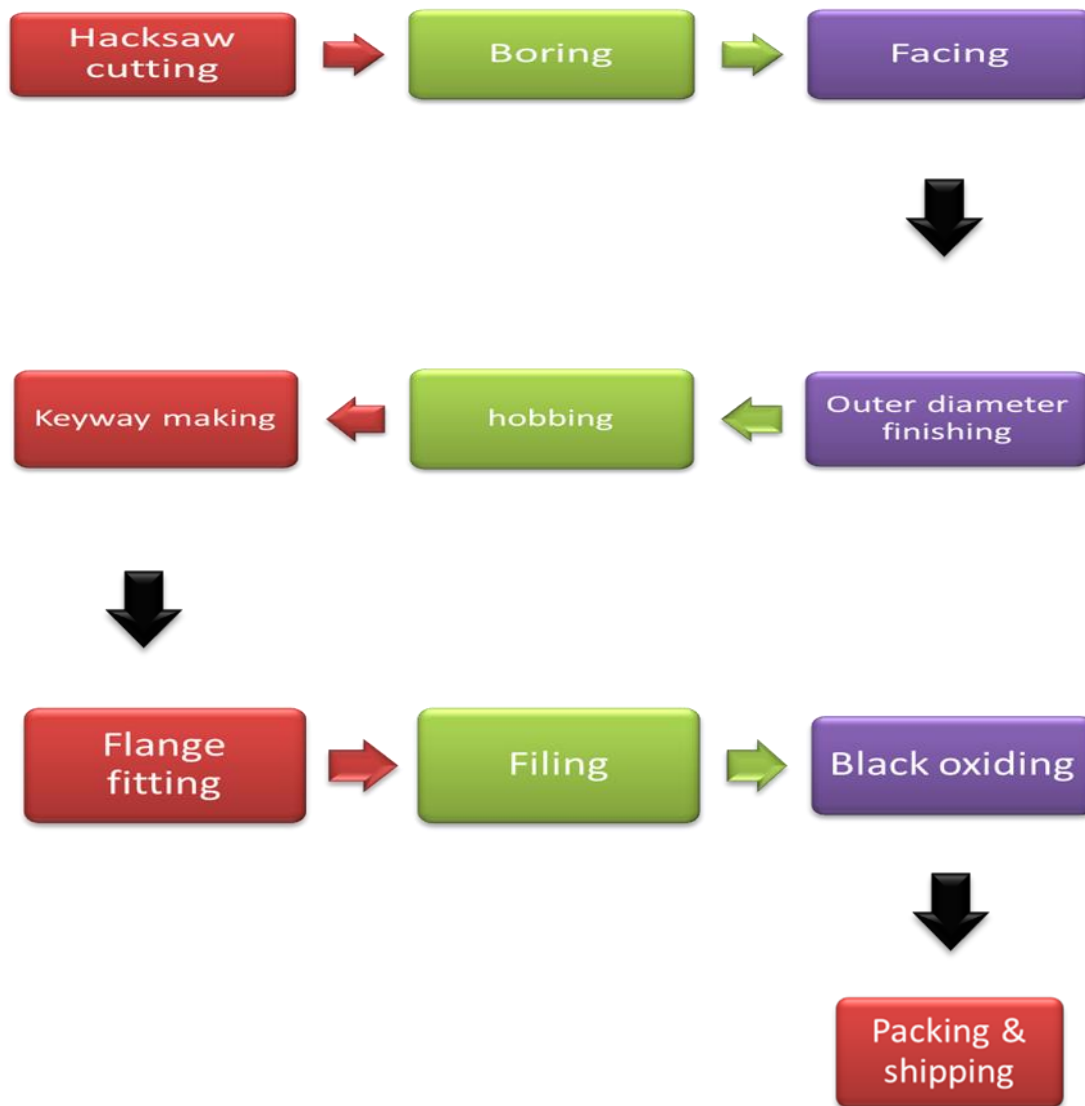 Hacksaw
cutting
Boring
Facing
Outer diameter
finishing
hobbing
Keyway making
Flange
fitting
Filing
Black oxiding
Packing &
shipping